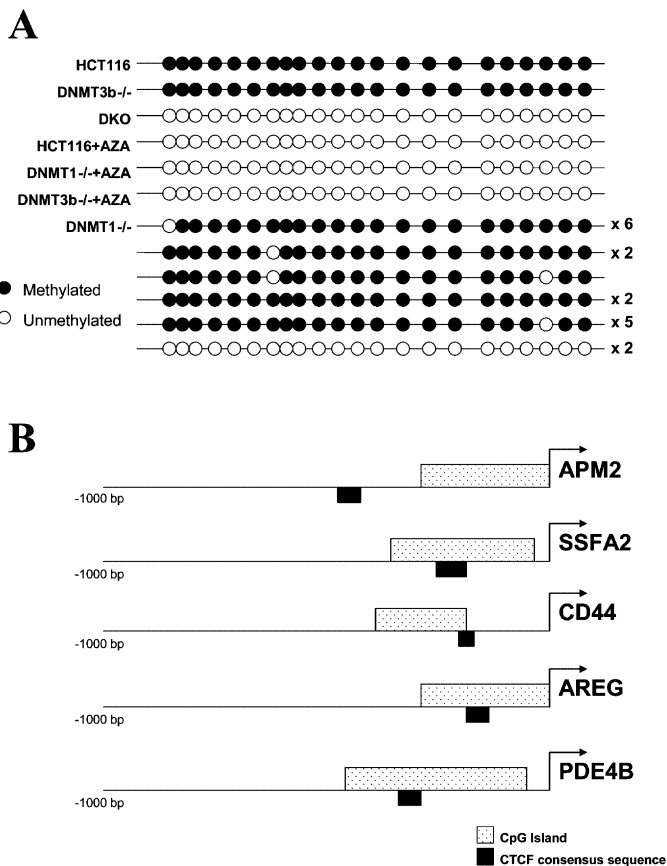 A
HCT116
DNMT3b-/-
DKO
HCT116+AZA
DNMT1-/-+AZA
DNMT3b-/-+AZA
DNMT1-/- x 6
x 2
Methylated
x 2
Unmethylated x 5
x 2
B
-1000 bp APM2
-1000 bp SSFA2
-1000 bp CD44
-1000 bp AREG
-1000 bp PDE4B
CpG Island
CTCF consensus sequence